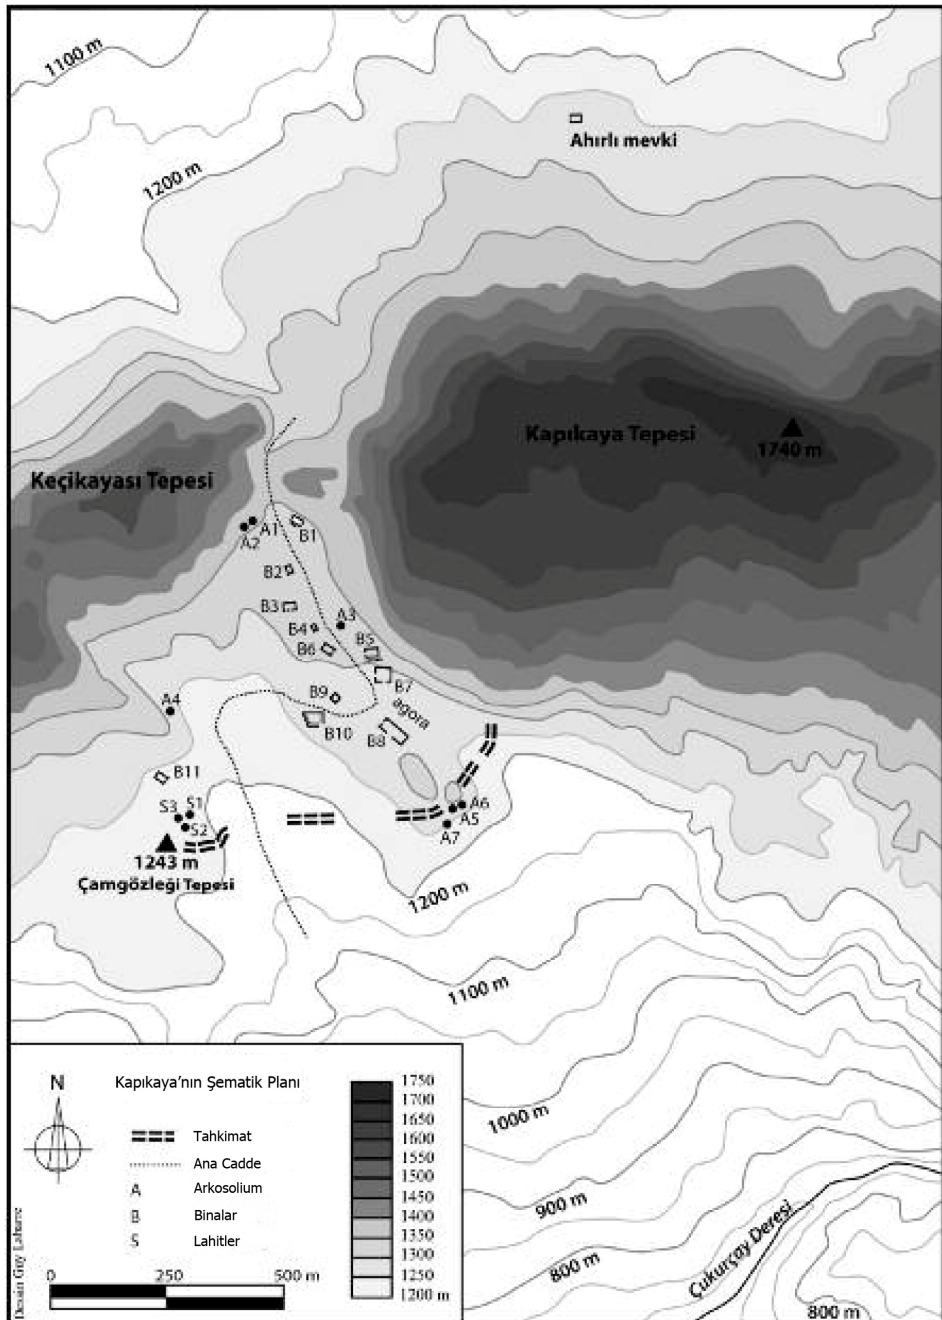 1100 m
Ahırlı mevki
1200 m
Kapıkaya Tepesi
1740 m
Keçikayası Tepesi
A1
A2
B1
B2
B3
A3
B4
B5
B6
B7
A4
B9
agora
B10
B8
B11
S3
S1
S2
A6
A5
A7
1243 m
Çamgözleği Tepesi
1200 m
1100 m
1000 m
900 m
800 m
Çukurçay Deresi
800 m
N
Kapıkaya'nın Şematik Planı
Tahkimat
Ana Cadde
A Arkosolium
B Binalar
S Lahitler
0 250 500 m
1750
1700
1650
1600
1550
1500
1450
1400
1350
1300
1250
1200 m
Dessin Guy Labarre